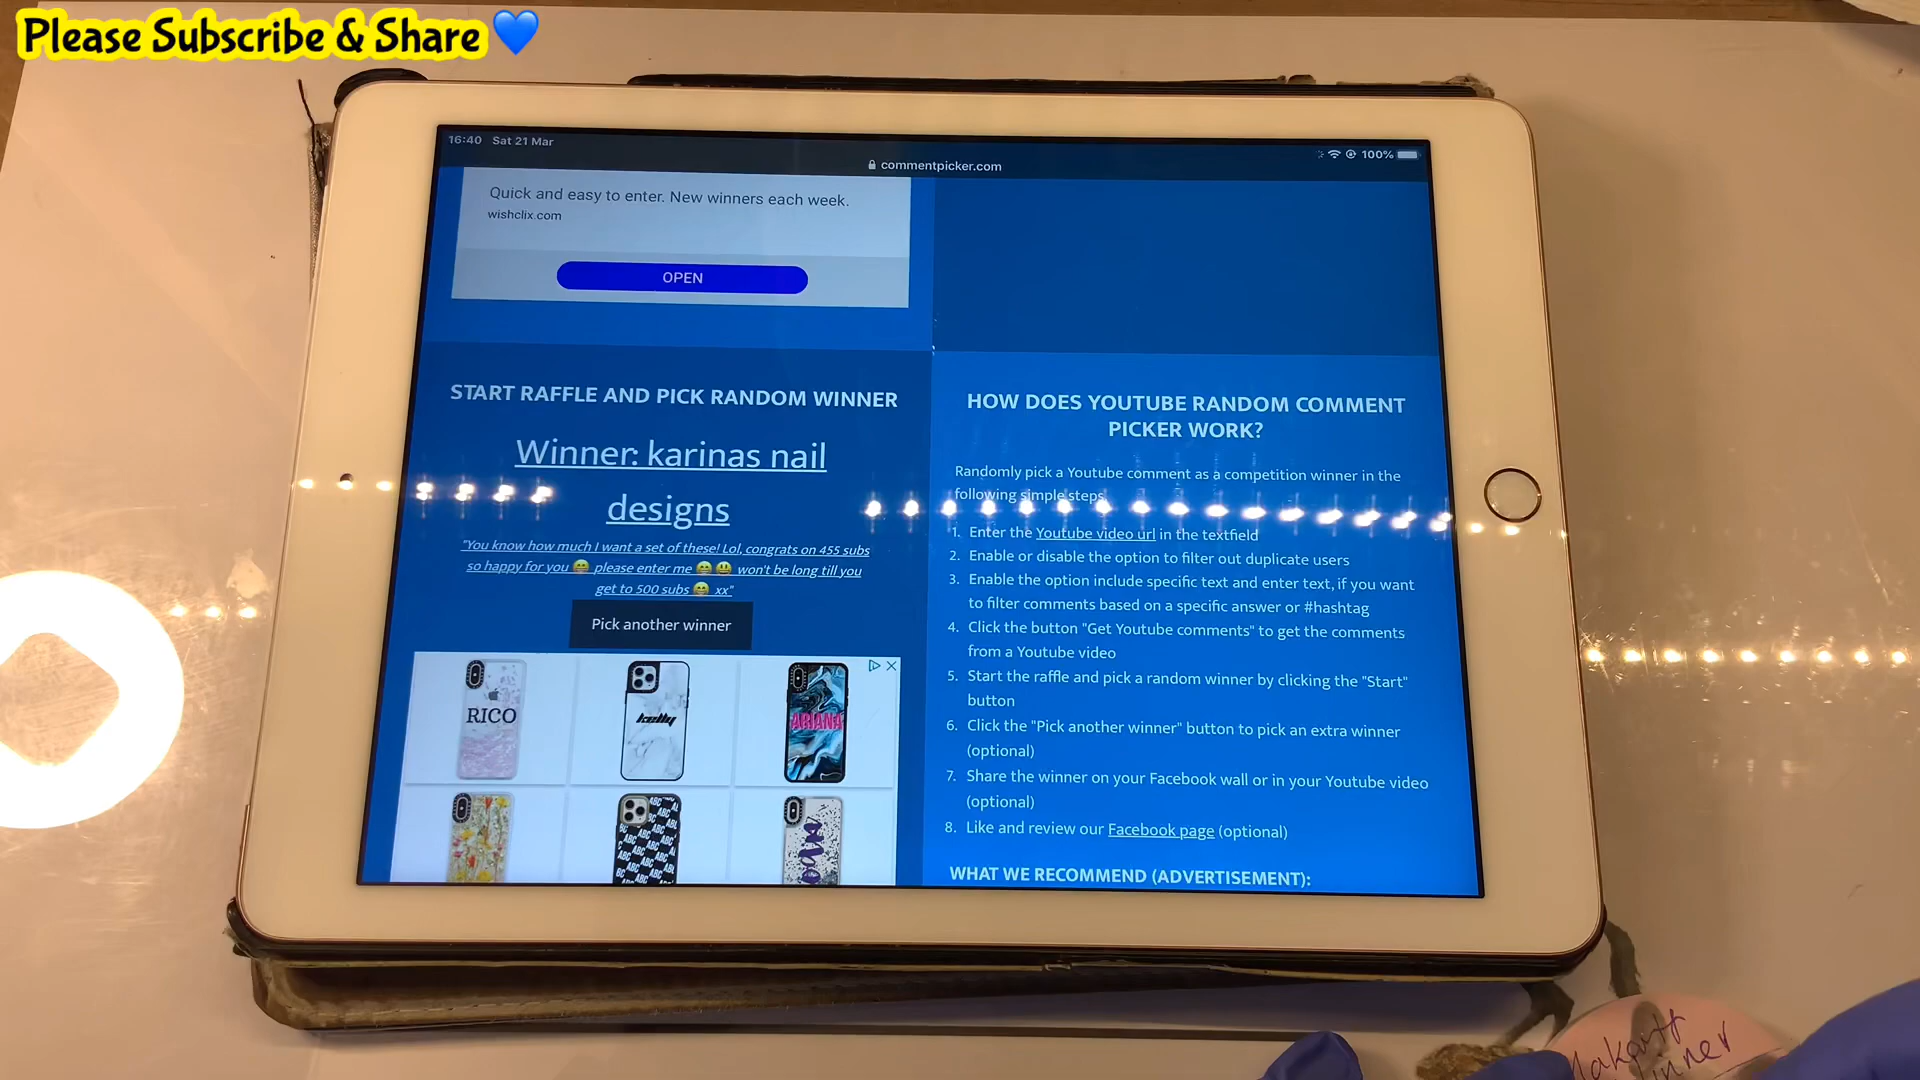 Please Subscribe & Share
16:40 Sat 21 Mar
100%
commentpicker.com
Quick and easy to enter. New winners each week.
wishclix.com
OPEN
START RAFFLE AND PICK RANDOM WINNER
Winner: karinas nail
designs
"You know how much I want a set of these! Lol, congrats on 455 subs
so happy for you 😁 please enter me 😁😃 won't be long till you
get to 500 subs 😁 xx"
Pick another winner
RICO
kelly
ARIANA
HOW DOES YOUTUBE RANDOM COMMENT
PICKER WORK?
Randomly pick a Youtube comment as a competition winner in the
following simple steps
1. Enter the Youtube video url in the textfield
2. Enable or disable the option to filter out duplicate users
3. Enable the option include specific text and enter text, if you want
to filter comments based on a specific answer or #hashtag
4. Click the button "Get Youtube comments" to get the comments
from a Youtube video
5. Start the raffle and pick a random winner by clicking the "Start"
button
6. Click the "Pick another winner" button to pick an extra winner
(optional)
7. Share the winner on your Facebook wall or in your Youtube video
(optional)
8. Like and review our Facebook page (optional)
WHAT WE RECOMMEND (ADVERTISEMENT):